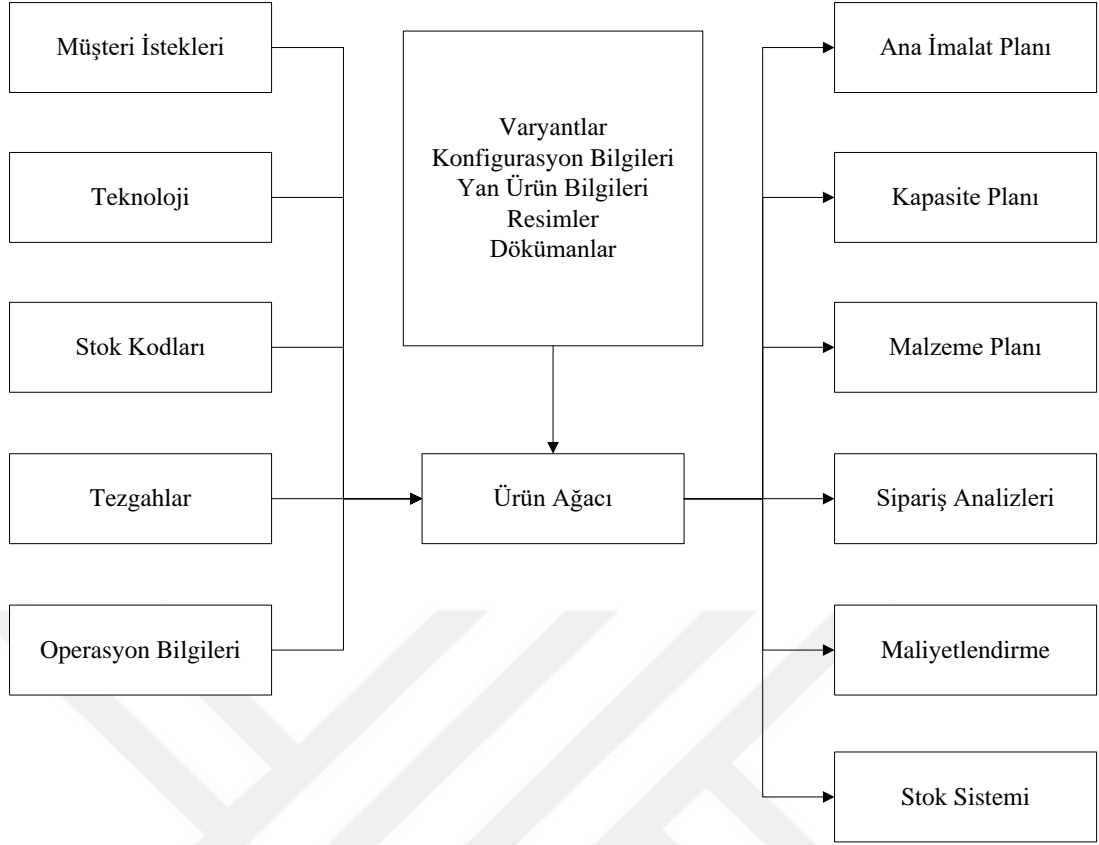 Müşteri İstekleri
Teknoloji
Stok Kodları
Tezgahlar
Operasyon Bilgileri
Varyantlar
Konfigurasyon Bilgileri
Yan Ürün Bilgileri
Resimler
Dökümanlar
Ürün Ağacı
Ana İmalat Planı
Kapasite Planı
Malzeme Planı
Sipariş Analizleri
Maliyetlendirme
Stok Sistemi